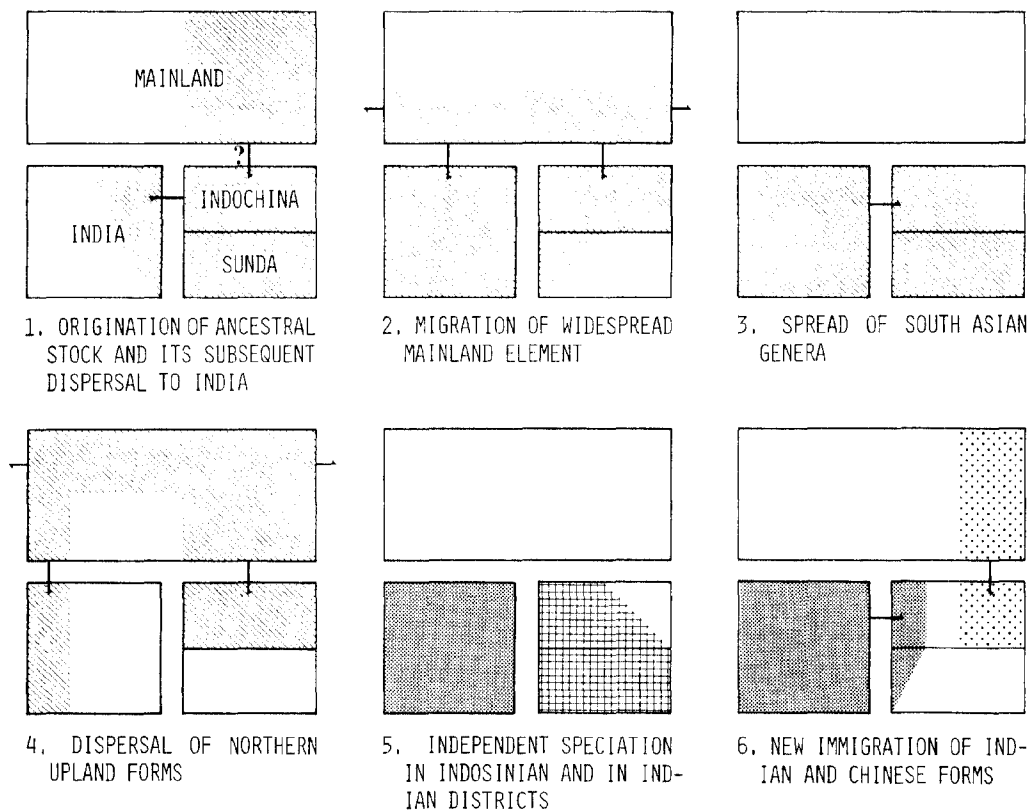 MAINLAND
?
INDIA
INDOCHINA
SUNDA
1. ORIGINATION OF ANCESTRAL
STOCK AND ITS SUBSEQUENT
DISPERSAL TO INDIA
2. MIGRATION OF WIDESPREAD
MAINLAND ELEMENT
3. SPREAD OF SOUTH ASIAN
GENERA
4. DISPERSAL OF NORTHERN
UPLAND FORMS
5. INDEPENDENT SPECIATION
IN INDOSINIAN AND IN IND-
IAN DISTRICTS
6. NEW IMMIGRATION OF IND-
IAN AND CHINESE FORMS